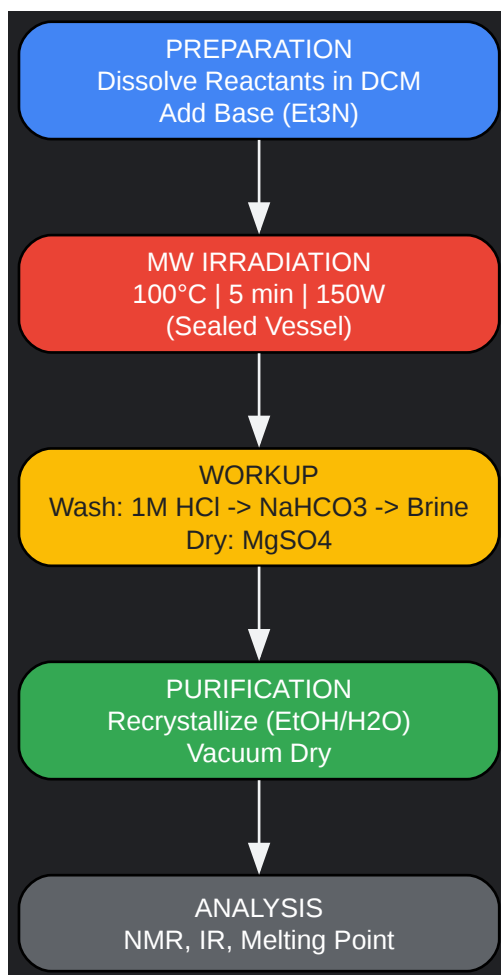 PREPARATION
Dissolve Reactants in DCM
Add Base (Et3N)
MW IRRADIATION
100°C | 5 min | 150W
(Sealed Vessel)
WORKUP
Wash: 1M HCl -> NaHCO3 -> Brine
Dry: MgSO4
PURIFICATION
Recrystallize (EtOH/H2O)
Vacuum Dry
ANALYSIS
NMR, IR, Melting Point